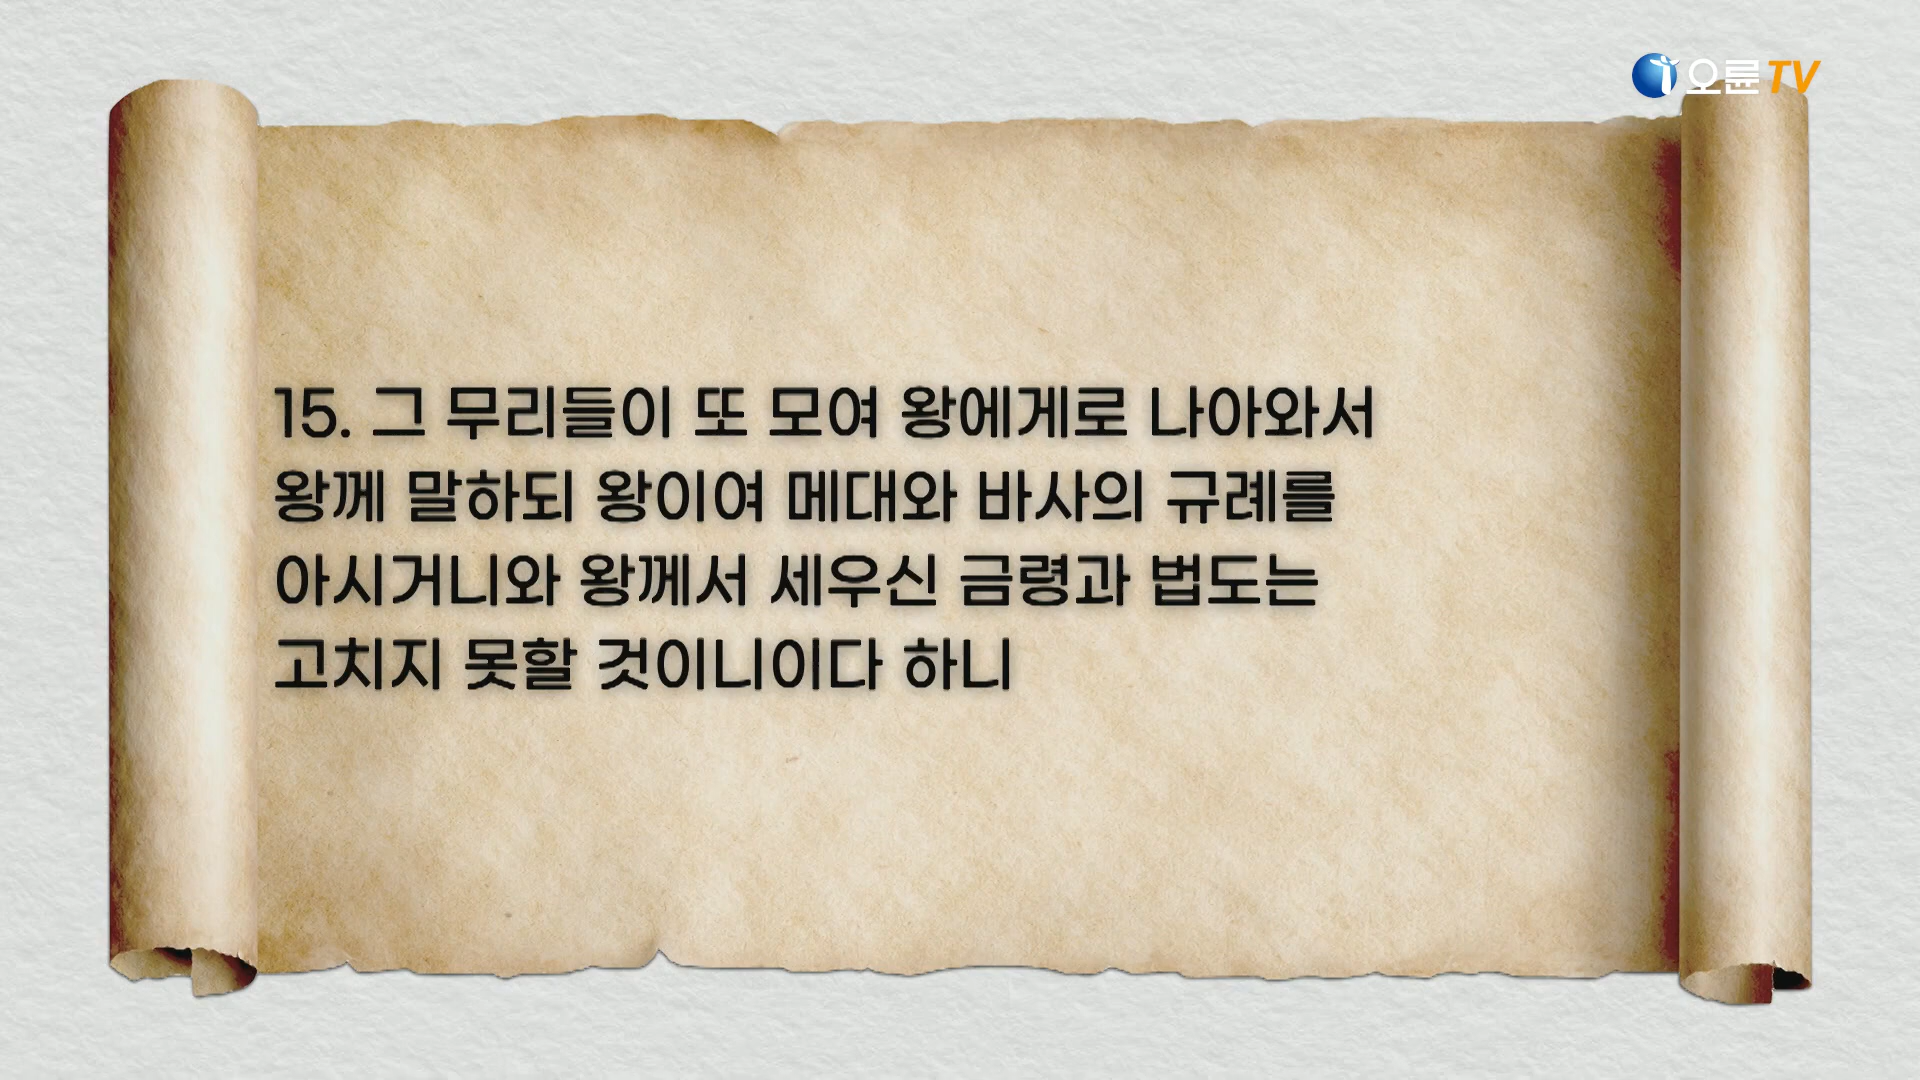 오륜TV
15. 그 무리들이 또 모여 왕에게로 나아와서
왕께 말하되 왕이여 메대와 바사의 규례를
아시거니와 왕께서 세우신 금령과 법도는
고치지 못할 것이니이다 하니